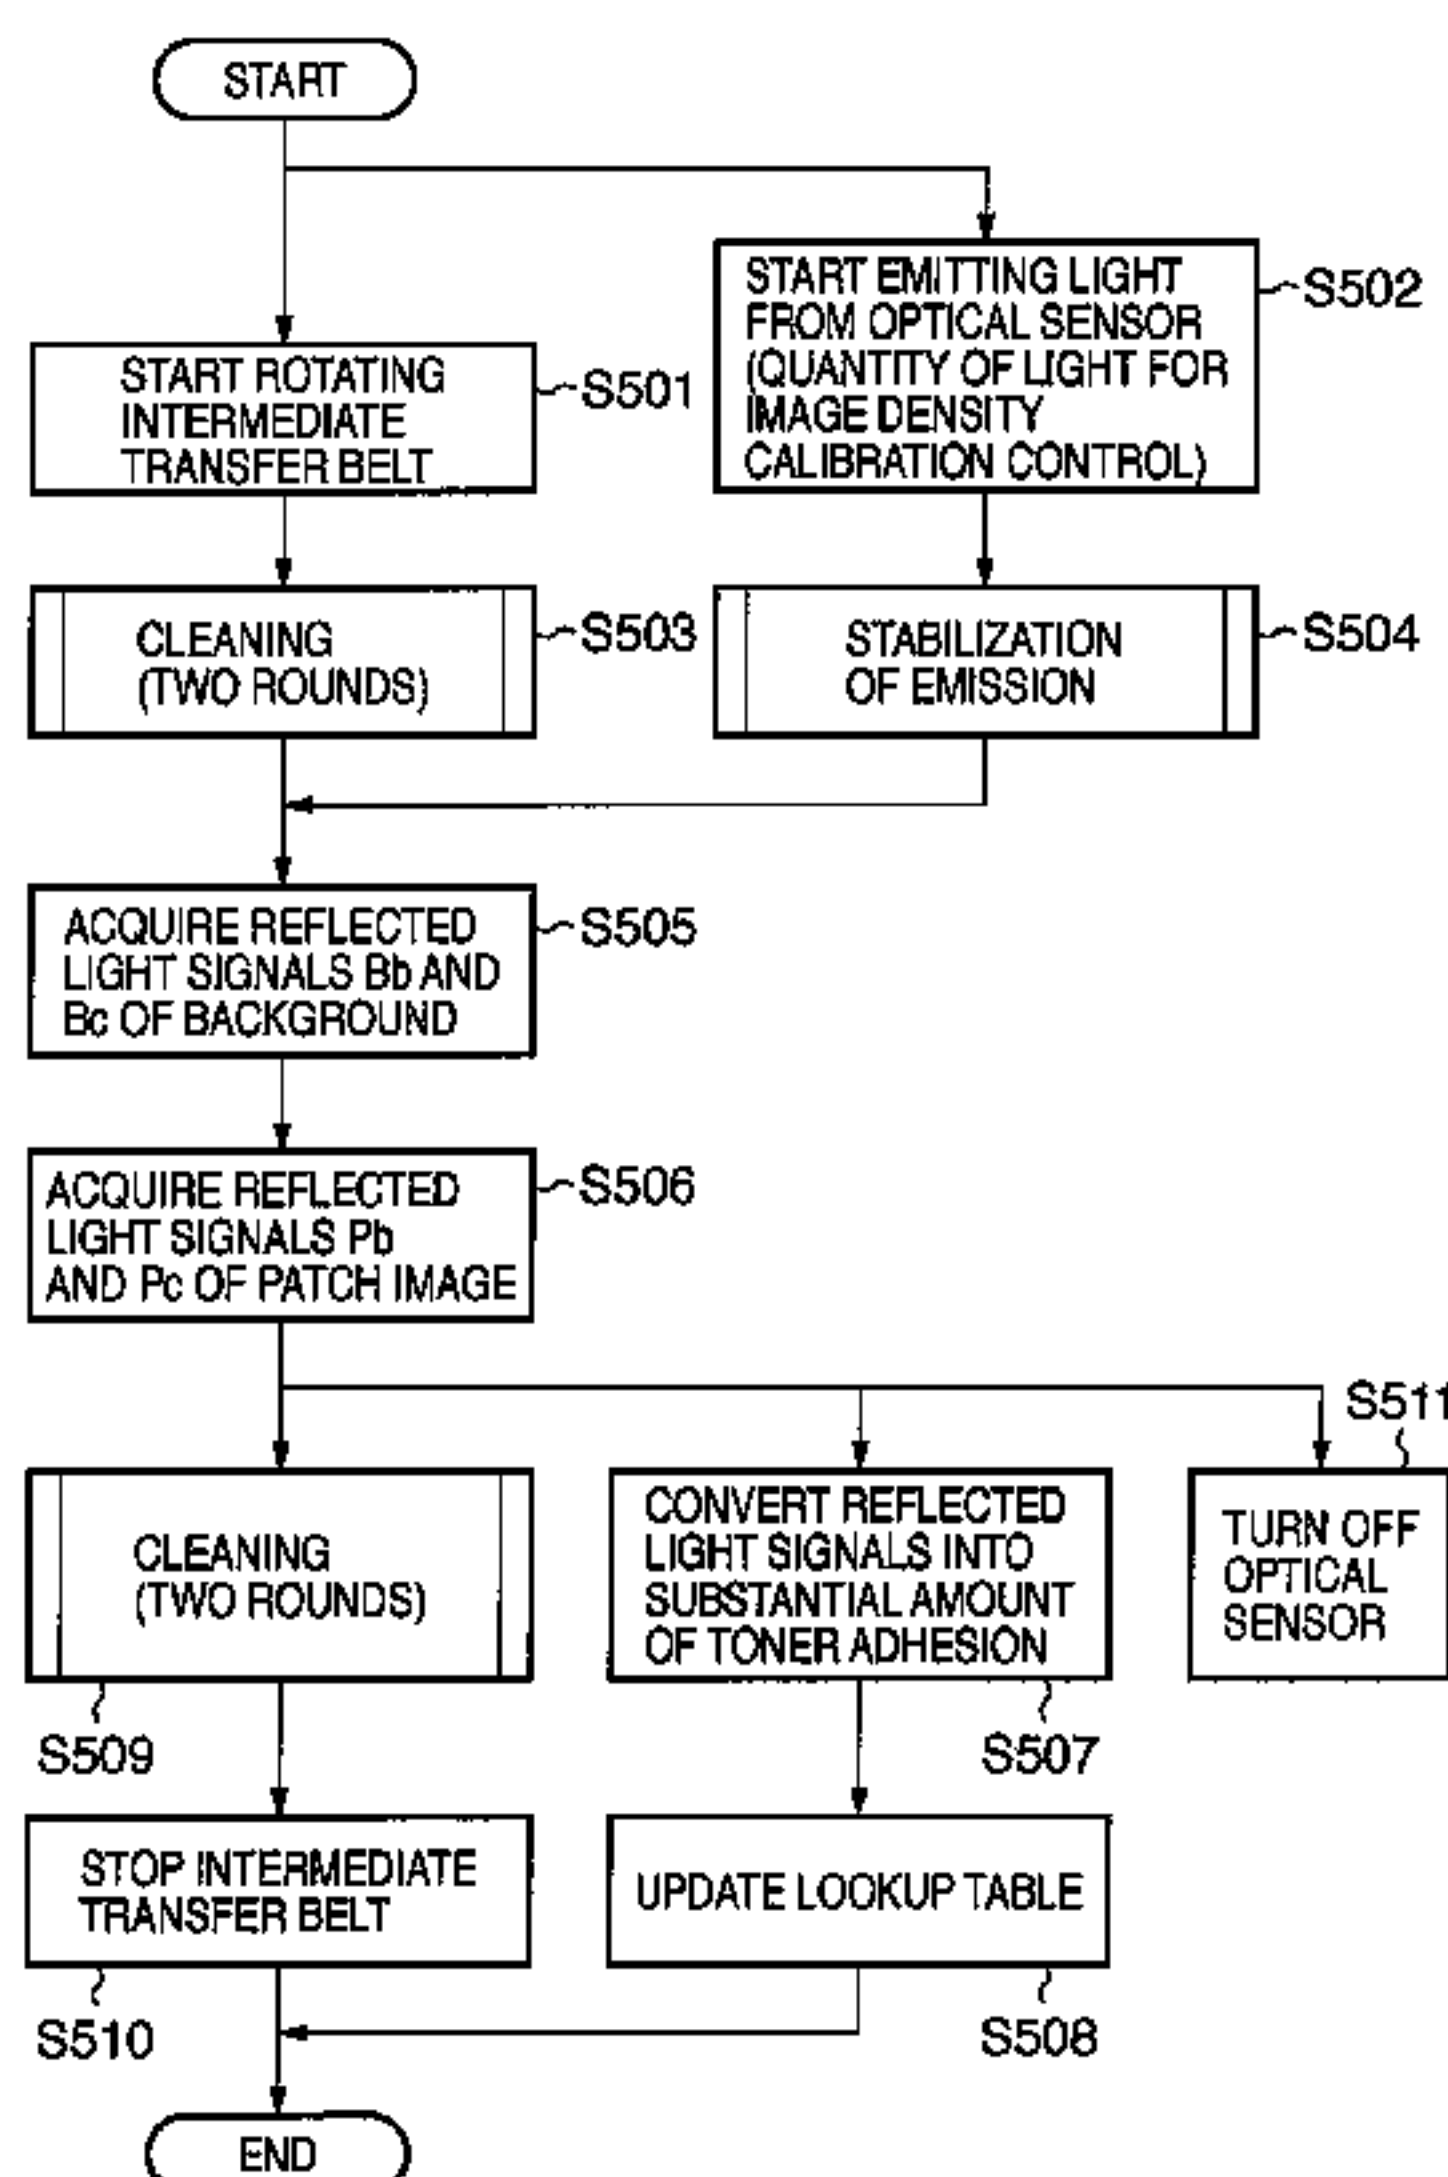 START
START EMITTING LIGHT
FROM OPTICAL SENSOR
(QUANTITY OF LIGHT FOR
IMAGE DENSITY
CALIBRATION CONTROL)
S502
START ROTATING
INTERMEDIATE
TRANSFER BELT
S501
CLEANING
(TWO ROUNDS)
S503
STABILIZATION
OF EMISSION
S504
ACQUIRE REFLECTED
LIGHT SIGNALS Bb AND
Bc OF BACKGROUND
S505
ACQUIRE REFLECTED
LIGHT SIGNALS Pb
AND Pc OF PATCH IMAGE
S506
CLEANING
(TWO ROUNDS)
S509
CONVERT REFLECTED
LIGHT SIGNALS INTO
SUBSTANTIAL AMOUNT
OF TONER ADHESION
S507
S511
TURN OFF
OPTICAL
SENSOR
STOP INTERMEDIATE
TRANSFER BELT
S510
UPDATE LOOKUP TABLE
S508
END